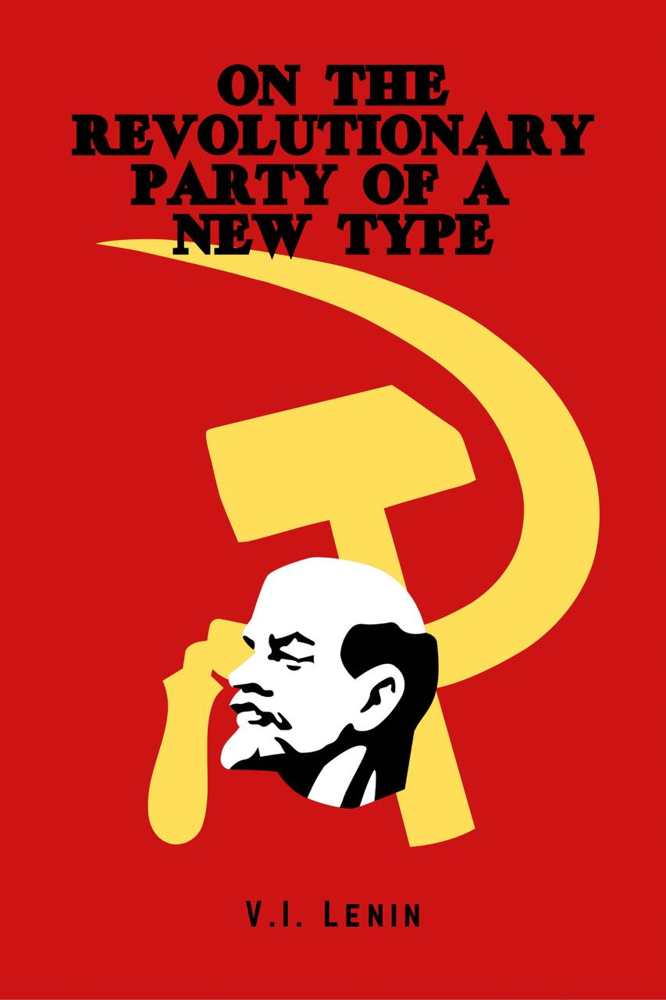 ON THE
REVOLUTIONARY
PARTY OF A
NEW TYPE
V.I. LENIN